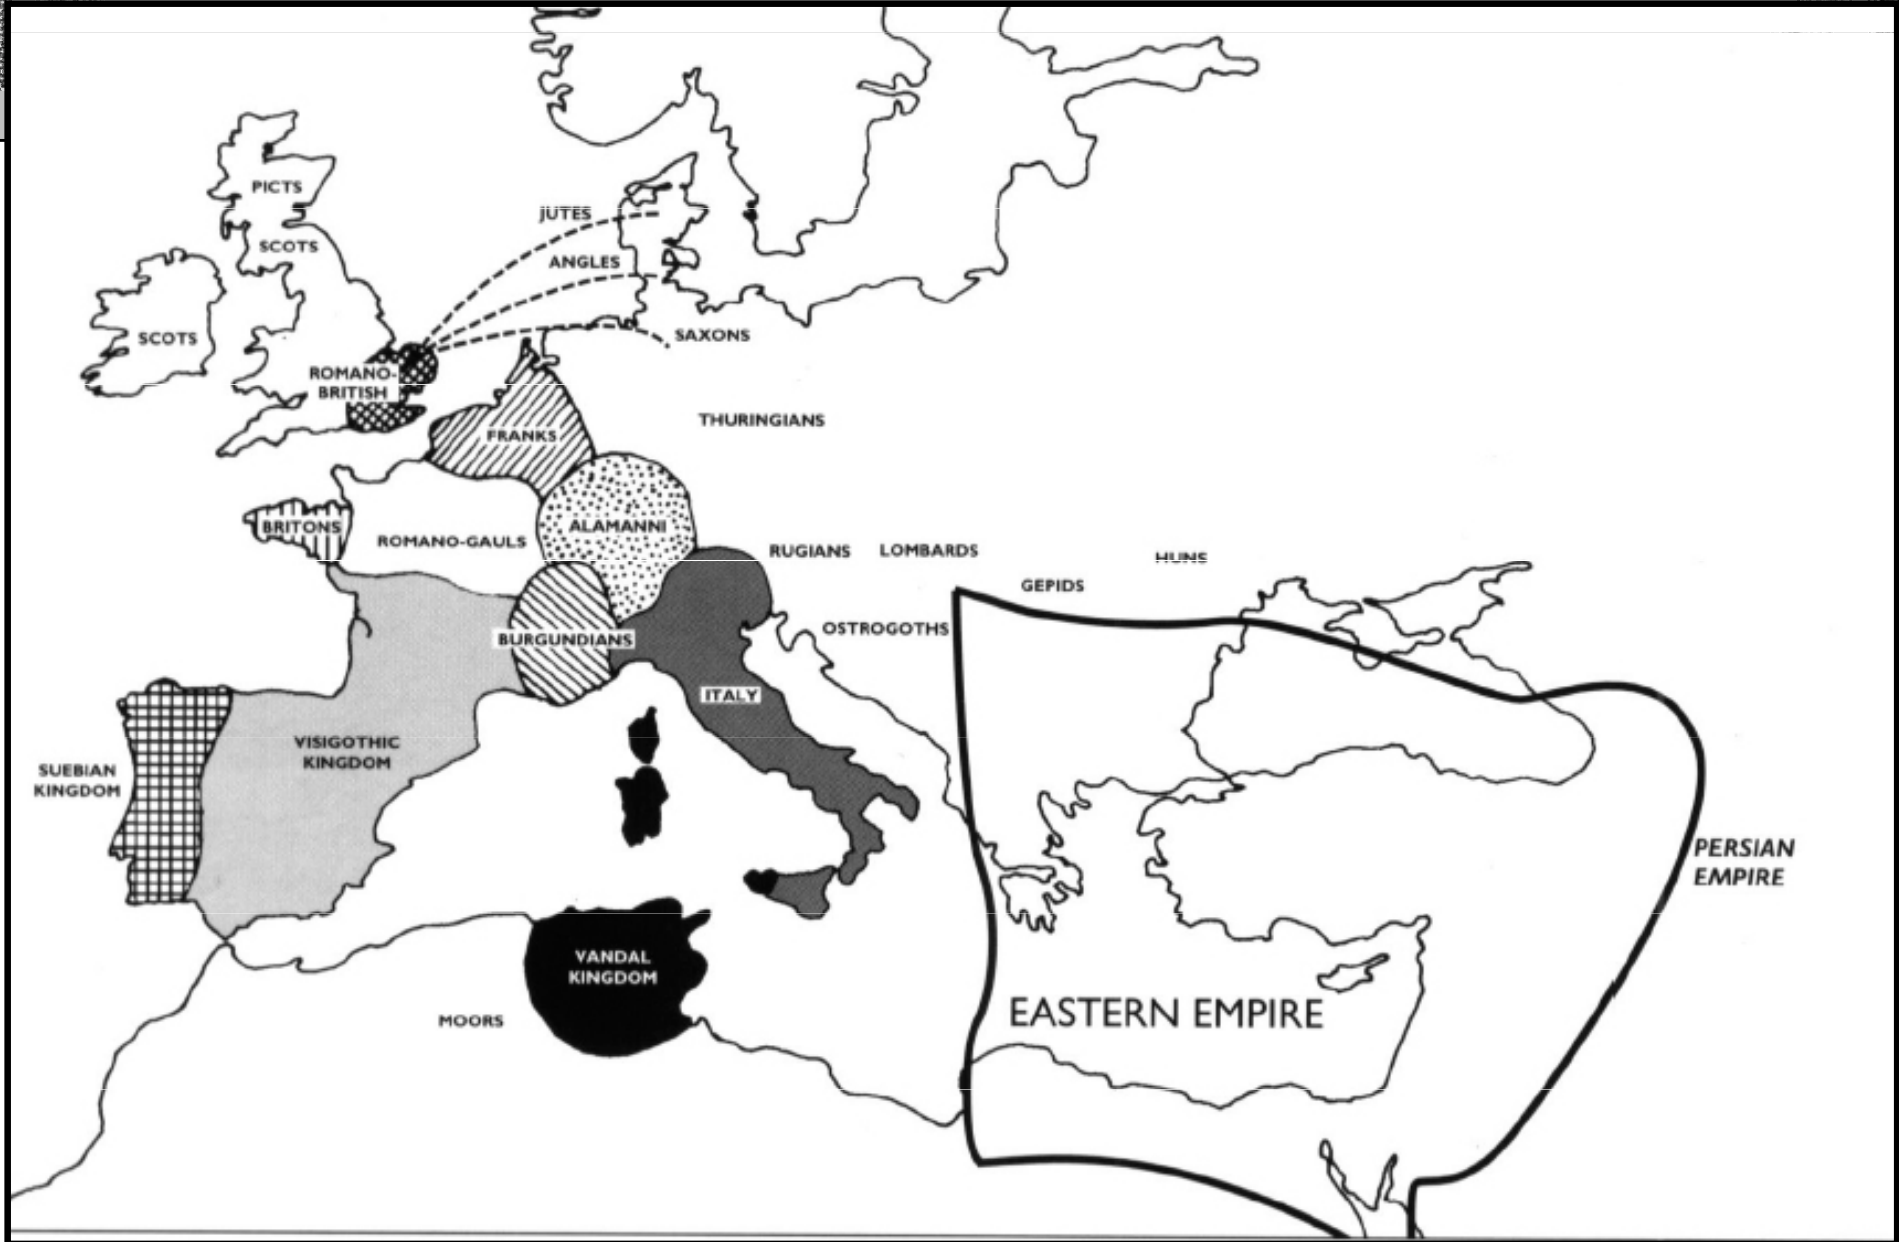 PICTS
JUTES
SCOTS
ANGLES
SCOTS
SAXONS
ROMANO-
BRITISH
THURINGIANS
FRANKS
BRITONS
ROMANO-GAULS
ALAMANNI
RUGIANS
LOMBARDS
HUNS
GEPIDS
BURGUNDIANS
OSTROGOTHS
ITALY
VISIGOTHIC
KINGDOM
SUEBIAN
KINGDOM
PERSIAN
EMPIRE
VANDAL
KINGDOM
MOORS
EASTERN EMPIRE